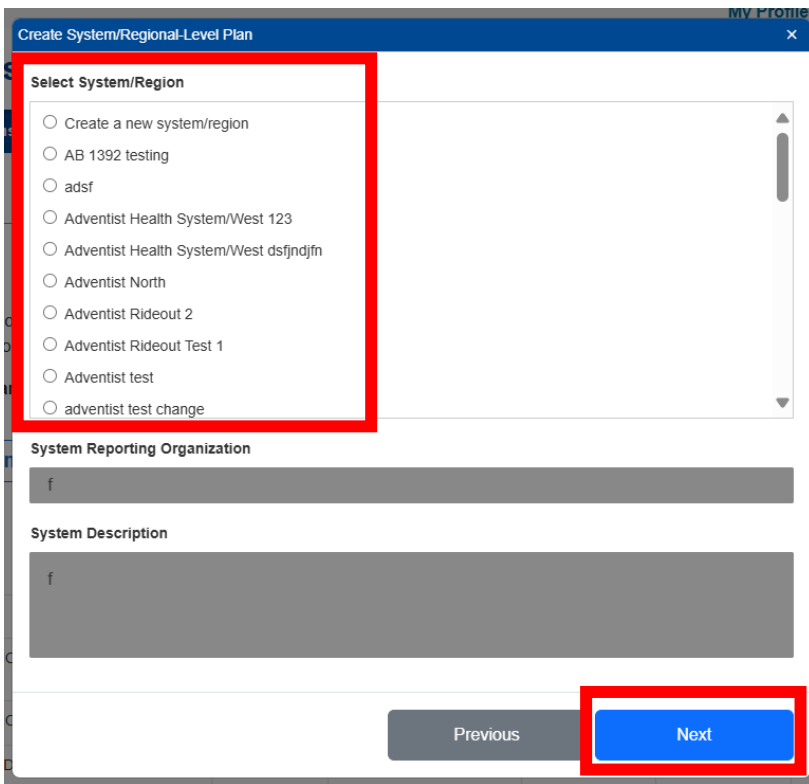 My Profile
Create System/Regional-Level Plan
Select System/Region
Create a new system/region
AB 1392 testing
adsf
Adventist Health System/West 123
Adventist Health System/West dsfjndjfn
Adventist North
Adventist Rideout 2
Adventist Rideout Test 1
Adventist test
adventist test change
System Reporting Organization
f
System Description
f
Previous
Next